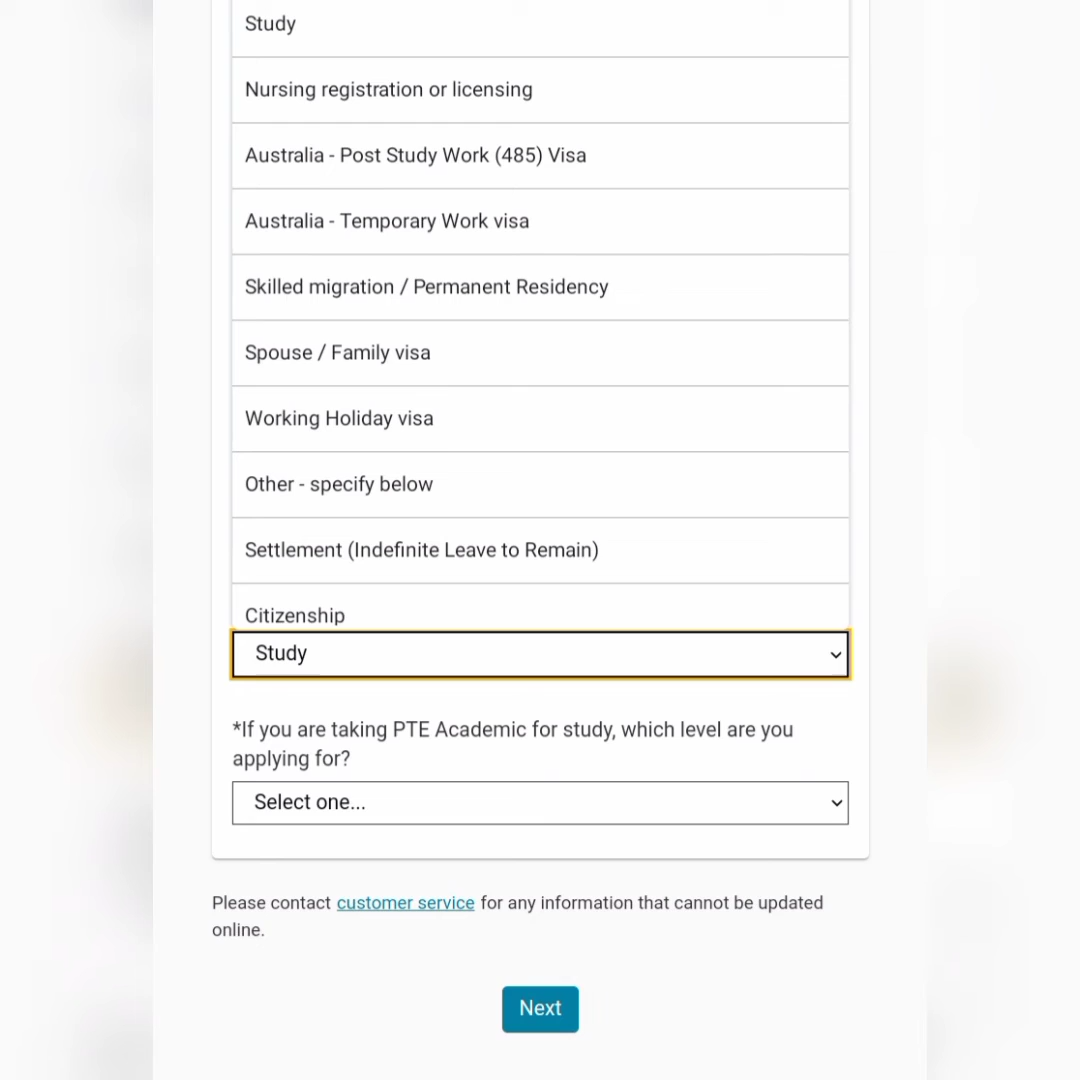 Study
Nursing registration or licensing
Australia - Post Study Work (485) Visa
Australia - Temporary Work visa
Skilled migration / Permanent Residency
Spouse / Family visa
Working Holiday visa
Other - specify below
Settlement (Indefinite Leave to Remain)
Citizenship
Study
*If you are taking PTE Academic for study, which level are you
applying for?
Select one...
Please contact customer service for any information that cannot be updated
online.
Next